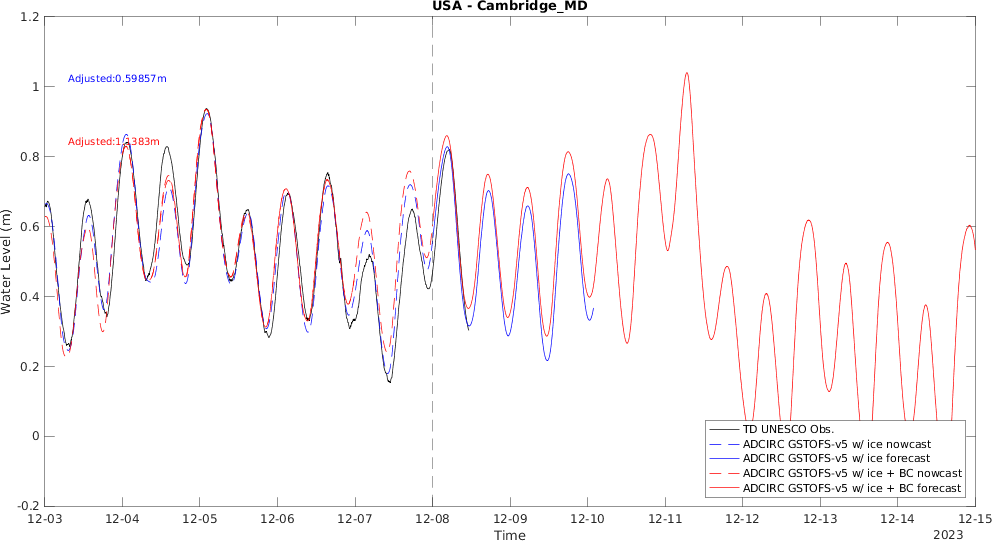 USA - Cambridge_MD
1.2
1
0.8
0.6
0.4
0.2
0
-0.2
Water Level (m)
Adjusted:0.59857m
Adjusted:1.1383m
TD UNESCO Obs.
ADCIRC GSTOFS-v5 w/ ice nowcast
ADCIRC GSTOFS-v5 w/ ice forecast
ADCIRC GSTOFS-v5 w/ ice + BC nowcast
ADCIRC GSTOFS-v5 w/ ice + BC forecast
12-03 12-04 12-05 12-06 12-07 12-08 12-09 12-10 12-11 12-12 12-13 12-14 12-15
Time
2023